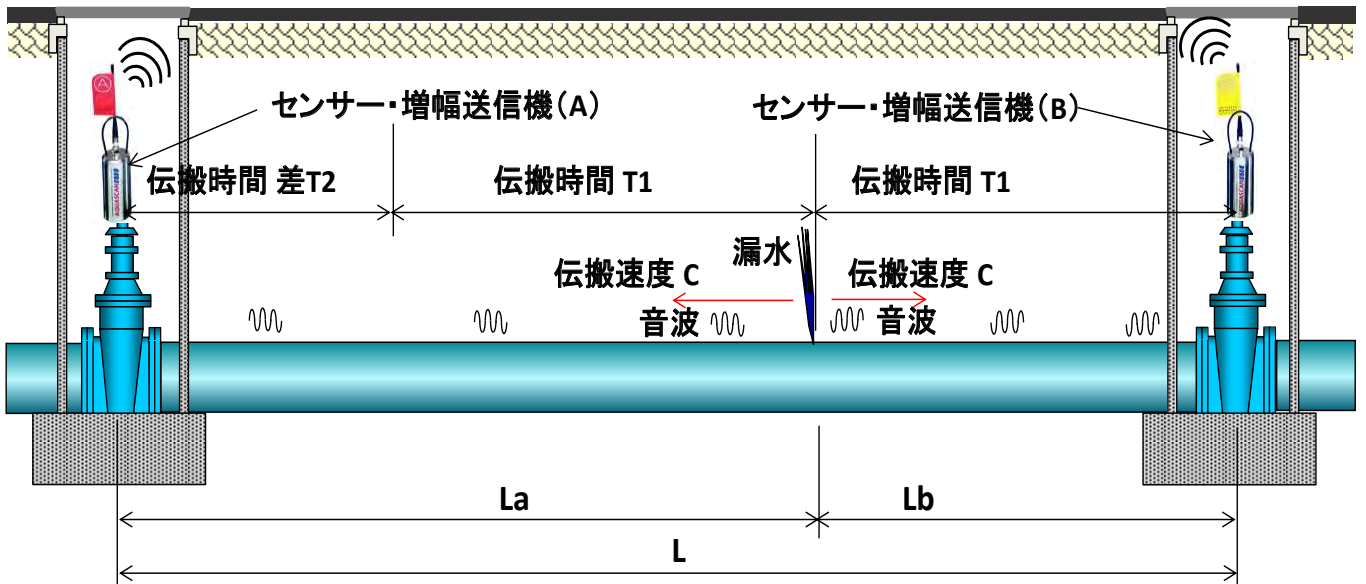 センサー・増幅送信機(A)
センサー・増幅送信機(B)
伝搬時間 差T2
伝搬時間 T1
伝搬時間 T1
漏水
伝搬速度 C
伝搬速度 C
音波
音波
La
Lb
L
A
AQUASCAN